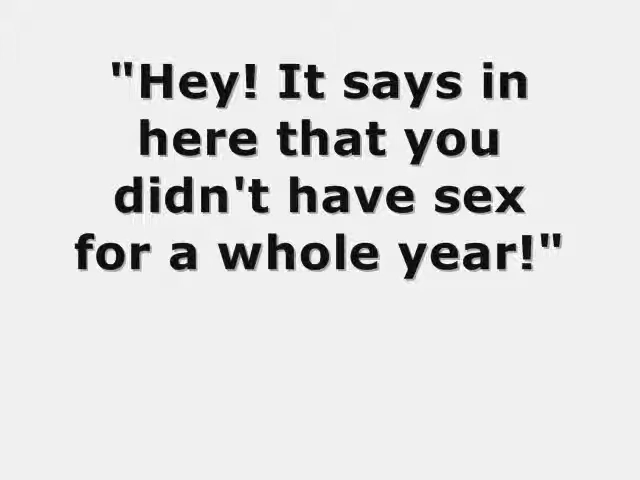 "Hey! It says in
here that you
didn't have sex
for a whole year!"